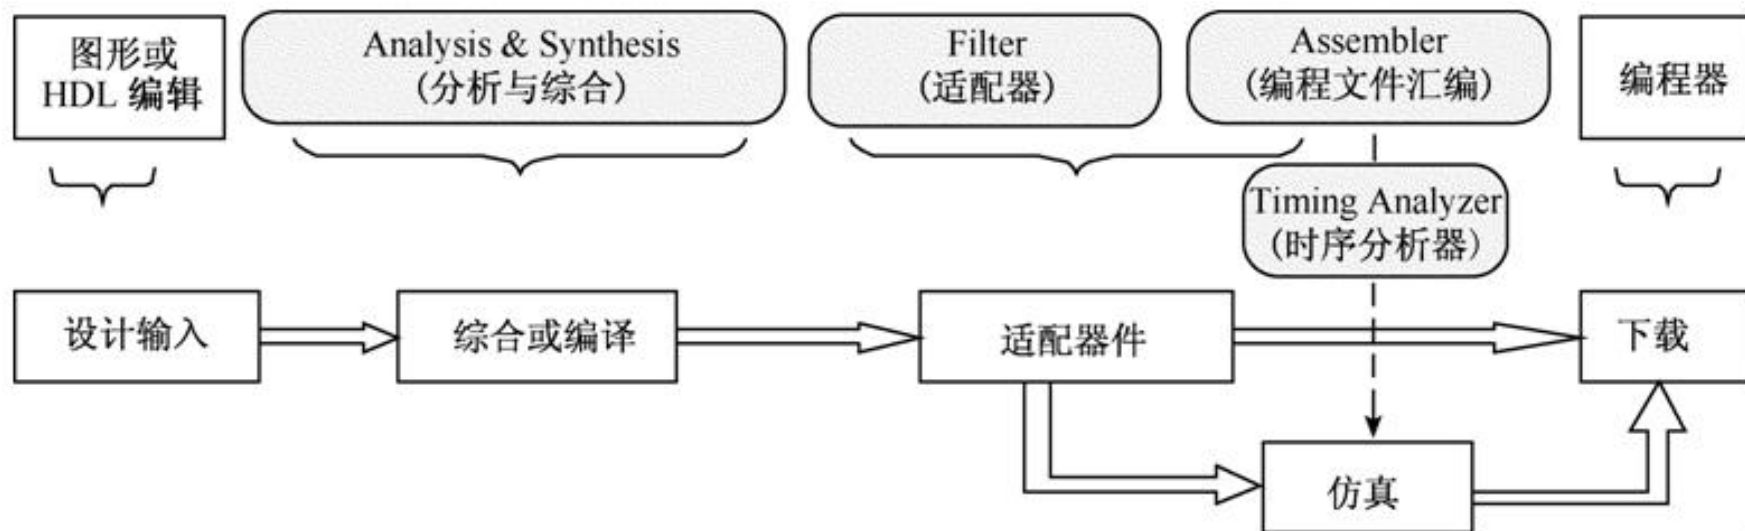 图形或
HDL 编辑
Analysis & Synthesis
(分析与综合)
Filter
(适配器)
Assembler
(编程文件汇编)
编程器
Timing Analyzer
(时序分析器)
设计输入
综合或编译
适配器件
下载
仿真